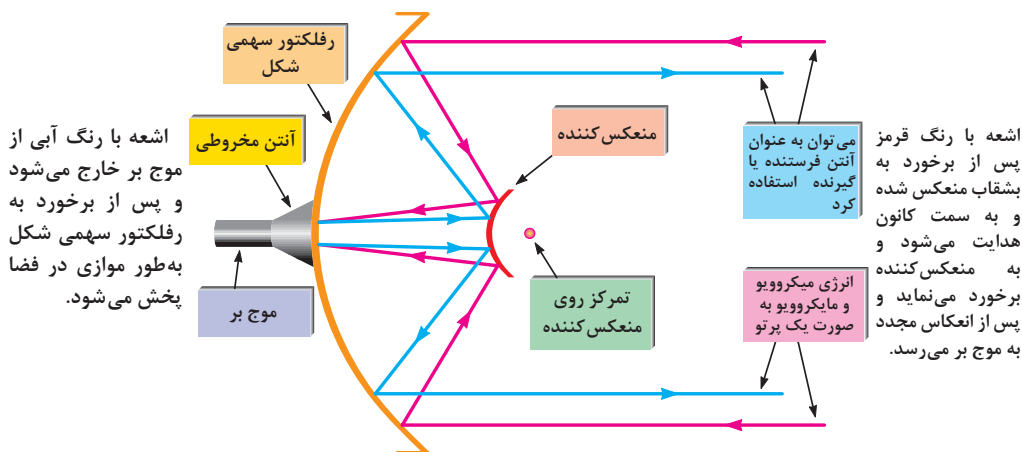 رفلکتور سهمی
شکل
آنتن مخروطی
موج بر
منعکس‌کننده
تمرکز روی
منعکس‌کننده
می‌توان به عنوان
آنتن فرستنده یا
گیرنده استفاده
کرد
انرژی میکروویو
و مایکروویو به
صورت یک پرتو
اشعه با رنگ قرمز
پس از برخورد به
بشقاب منعکس شده
و به سمت کانون
هدایت می‌شود و
به منعکس‌کننده
برخورد می‌نماید و
پس از انعکاس مجدد
به موج بر می‌رسد.
اشعه با رنگ آبی از
موج بر خارج می‌شود
و پس از برخورد به
رفلکتور سهمی شکل
به‌طور موازی در فضا
پخش می‌شود.